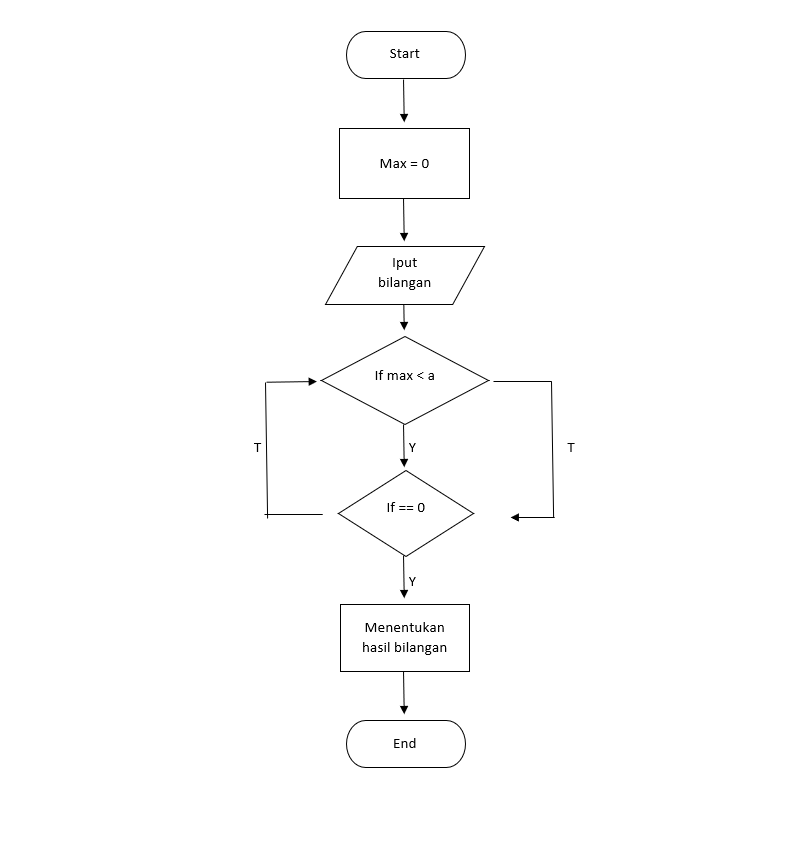 Start
Max = 0
Iput
bilangan
If max < a
T
Y
T
If == 0
Y
Menentukan
hasil bilangan
End